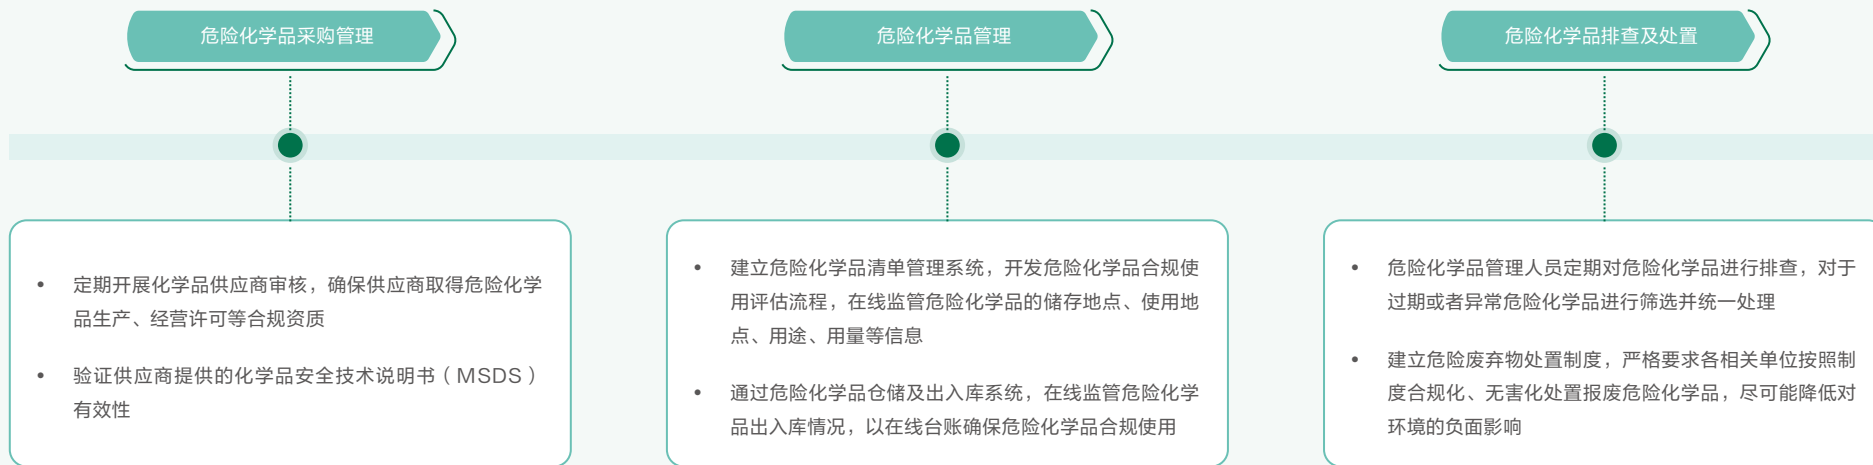 危险化学品采购管理
• 定期开展化学品供应商审核，确保供应商取得危险化学
品生产、经营许可等合规资质
• 验证供应商提供的化学品安全技术说明书（MSDS）
有效性
危险化学品管理
• 建立危险化学品清单管理系统，开发危险化学品合规使
用评估流程，在线监管危险化学品的储存地点、使用地
点、用途、用量等信息
• 通过危险化学品仓储及出入库系统，在线监管危险化学
品出入库情况，以在线台账确保危险化学品合规使用
危险化学品排查及处置
• 危险化学品管理人员定期对危险化学品进行排查，对于
过期或者异常危险化学品进行筛选并统一处理
• 建立危险废弃物处置制度，严格要求各相关单位按照制
度合规化、无害化处置报废危险化学品，尽可能降低对
环境的负面影响